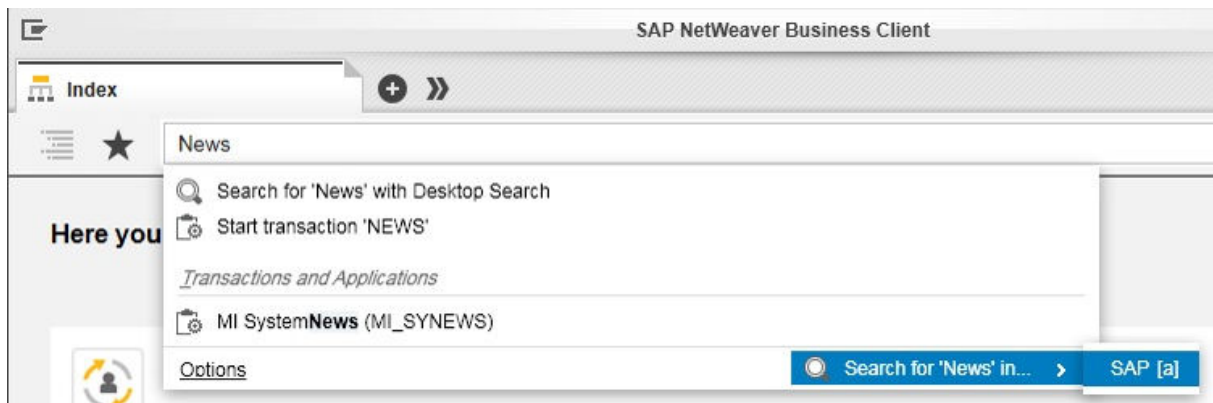 SAP NetWeaver Business Client
Index
News
Search for 'News' with Desktop Search
Start transaction 'NEWS'
Here you
Transactions and Applications
MI SystemNews (MI_SYNEWS)
Options
Search for 'News' in...
SAP [a]